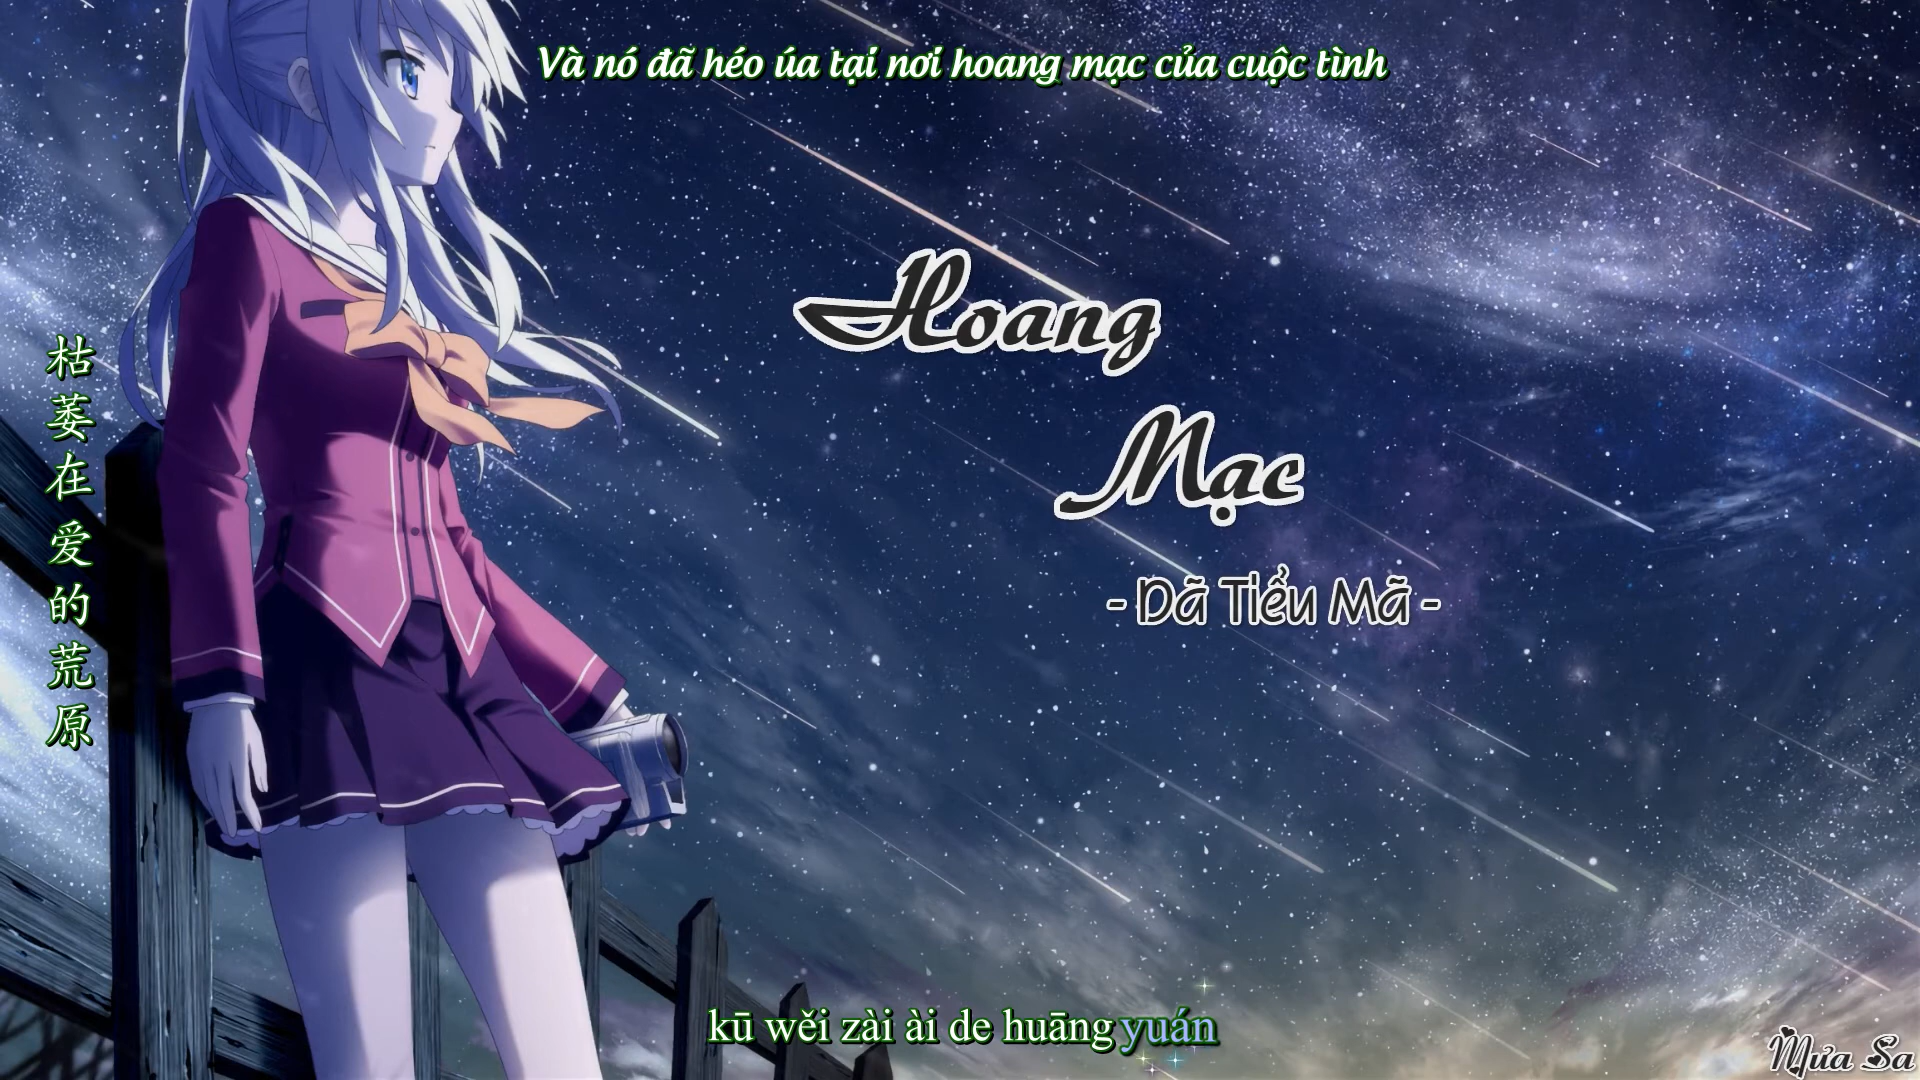 Và nó đã héo úa tại nơi hoang mạc của cuộc tình
Hoang
Mạc
- Dã Tiểu Mã -
枯萎在爱的荒原
kū wěi zài ài de huāng yuán
Mưa Sa